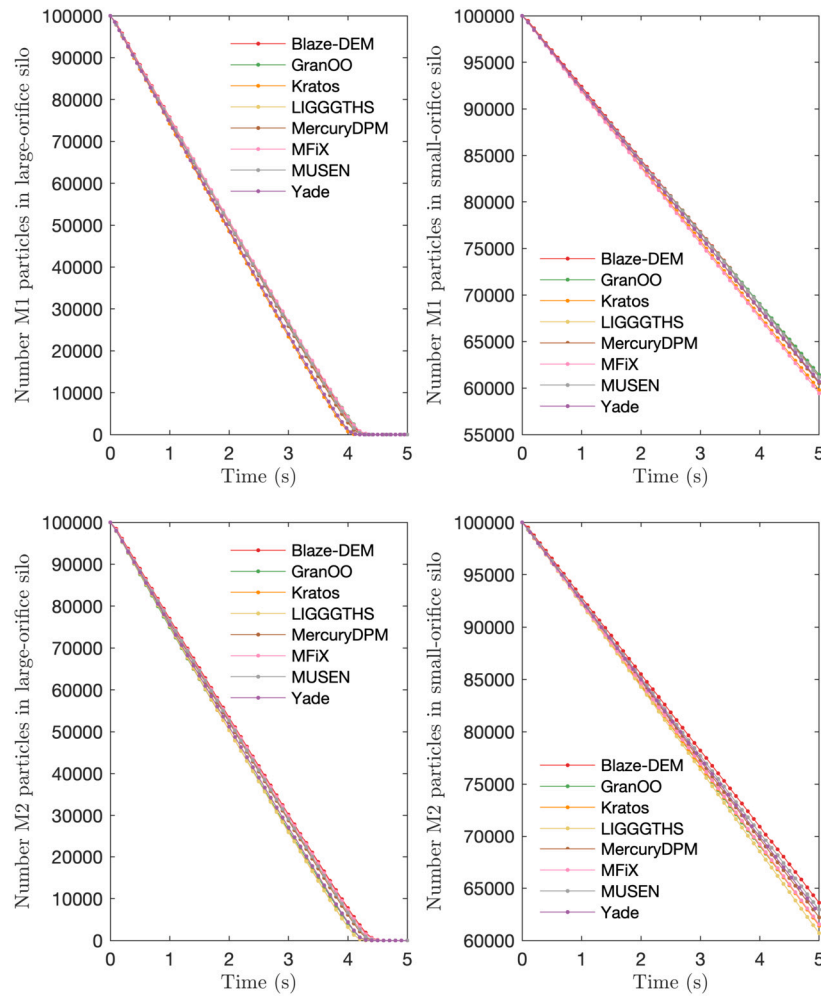 Number M1 particles in large-orifice silo
100000
90000
80000
70000
60000
50000
40000
30000
20000
10000
0
0 1 2 3 4 5
Time (s)
Blaze-DEM
GranOO
Kratos
LIGGGTHS
MercuryDPM
MFiX
MUSEN
Yade
Number M1 particles in small-orifice silo
100000
95000
90000
85000
80000
75000
70000
65000
60000
55000
0 1 2 3 4 5
Time (s)
Blaze-DEM
GranOO
Kratos
LIGGGTHS
MercuryDPM
MFiX
MUSEN
Yade
Number M2 particles in large-orifice silo
100000
90000
80000
70000
60000
50000
40000
30000
20000
10000
0
0 1 2 3 4 5
Time (s)
Blaze-DEM
GranOO
Kratos
LIGGGTHS
MercuryDPM
MFiX
MUSEN
Yade
Number M2 particles in small-orifice silo
100000
95000
90000
85000
80000
75000
70000
65000
60000
0 1 2 3 4 5
Time (s)
Blaze-DEM
GranOO
Kratos
LIGGGTHS
MercuryDPM
MFiX
MUSEN
Yade